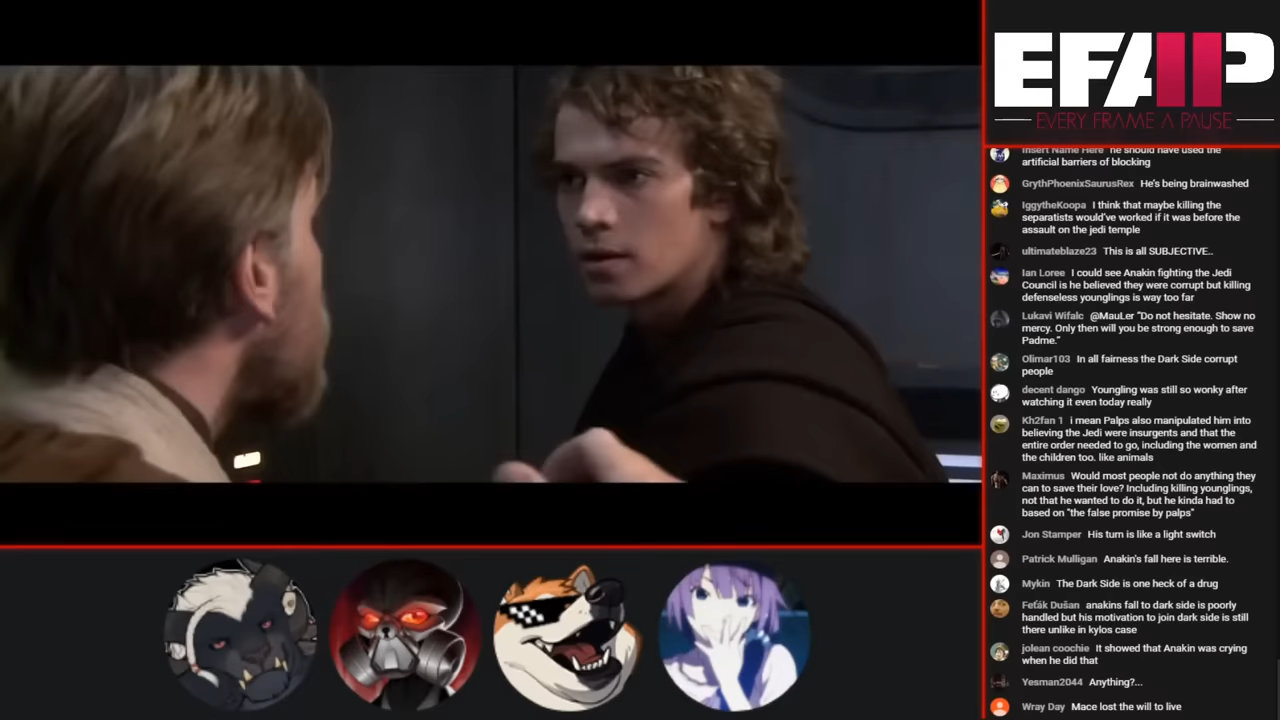 EFAP
EVERY FRAME A PAUSE
Insert Name Here he should have used the
artificial barriers of blocking
GrythPhoenixSaurusRex He's being brainwashed
IggytheKoopa I think that maybe killing the
separatists would've worked if it was before the
assault on the jedi temple
ultimateblaze23 This is all SUBJECTIVE..
Ian Loree I could see Anakin fighting the Jedi
Council is he believed they were corrupt but killing
defenseless younglings is way too far
Lukavi Wifalc @MauLer "Do not hesitate. Show no
mercy. Only then will you be strong enough to save
Padme."
Olimar103 In all fairness the Dark Side corrupt
people
decent dango Youngling was still so wonky after
watching it even today really
Kh2fan 1 i mean Palps also manipulated him into
believing the Jedi were insurgents and that the
entire order needed to go, including the women and
the children too. like animals
Maximus Would most people not do anything they
can to save their love? Including killing younglings,
not that he wanted to do it, but he kinda had to
based on "the false promise by palps"
Jon Stamper His turn is like a light switch
Patrick Mulligan Anakin's fall here is terrible.
Mykin The Dark Side is one heck of a drug
Feťák Dušan anakins fall to dark side is poorly
handled but his motivation to join dark side is still
there unlike in kylos case
jolean coochie It showed that Anakin was crying
when he did that
Yesman2044 Anything?...
Wray Day Mace lost the will to live